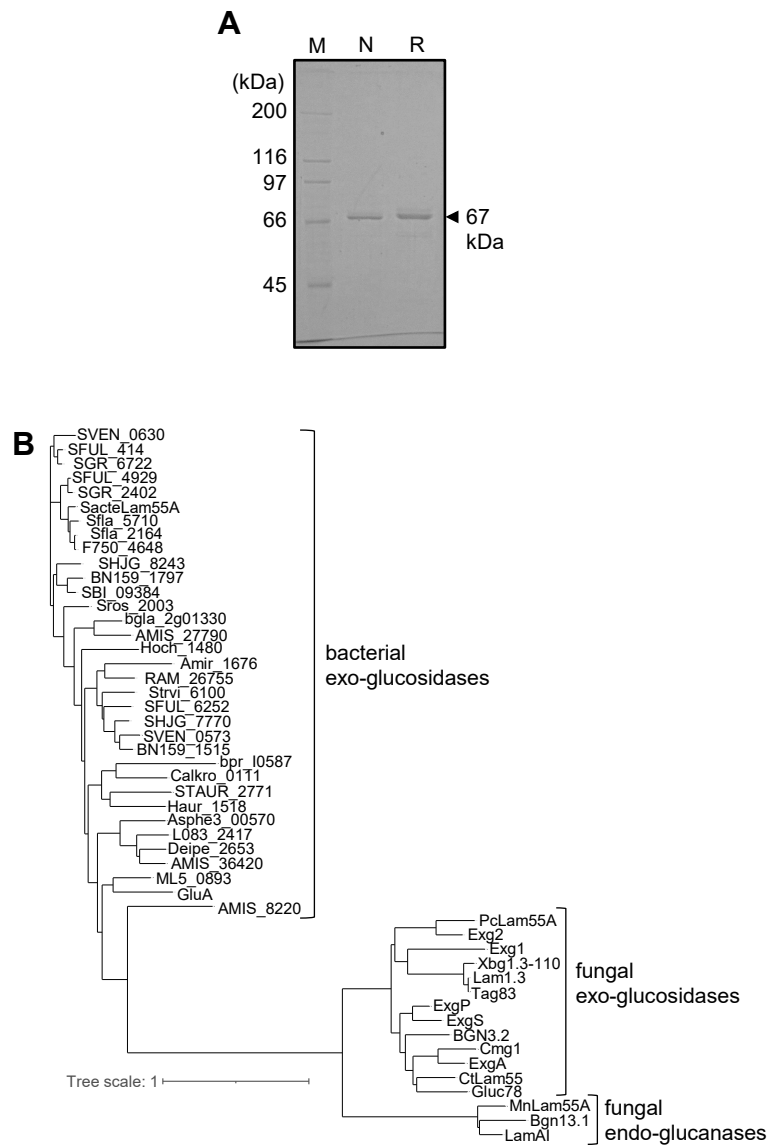 A
M N R
(kDa)
200
116
97
66
45
67
kDa
B
SVEN_0630
SFUL_414
SGR_6722
SFUL_4929
SGR_2402
SacteLam55A
Sfla_5710
Sfla_2164
F750_4648
SHJG_8243
BN159_1797
SBI_09384
Sros_2003
bgla_2g01330
AMIS_27790
Hoch_1480
Amir_1676
RAM_26755
Strvi_6100
SFUL_6252
SHJG_7770
SVEN_0573
BN159_1515
bpr_I0587
Calkro_0111
STAUR_2771
Haur_1518
Asphe3_00570
L083_2417
Deipe_2653
AMIS_36420
ML5_0893
GluA
AMIS_8220
bacterial
exo-glucosidases
PcLam55A
Exg2
Exg1
Xbg1.3-110
Lam1.3
Tag83
ExgP
ExgS
BGN3.2
Cmg1
ExgA
CtLam55
Gluc78
fungal
exo-glucosidases
MnLam55A
Bgn13.1
LamAI
fungal
endo-glucanases
Tree scale: 1